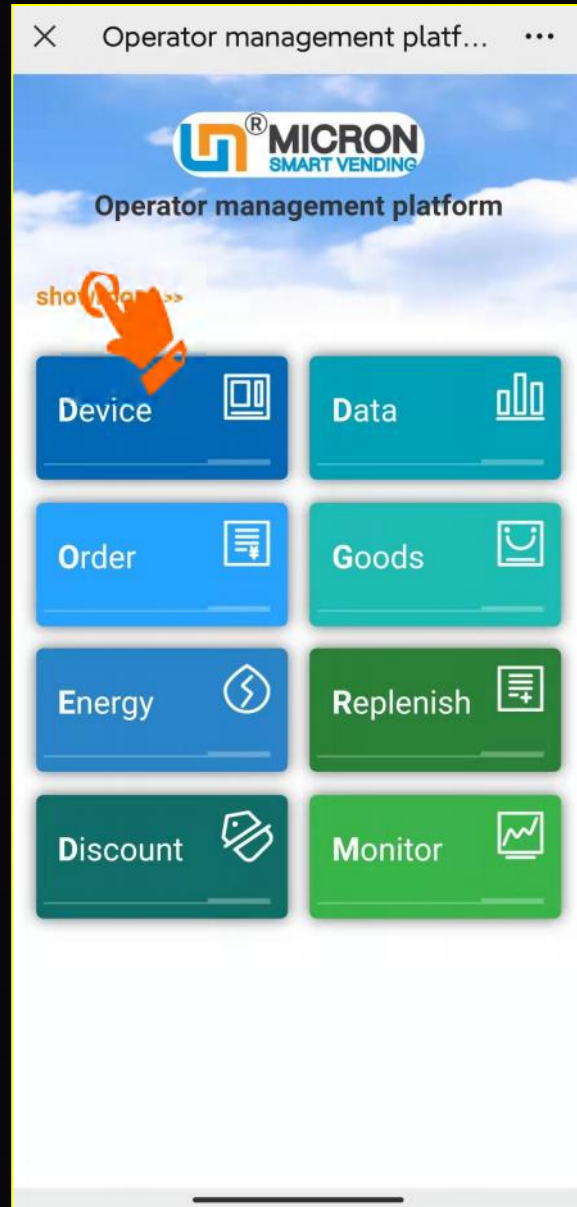 Operator management platf...
®MICRON
SMART VENDING
Operator management platform
>>
Device
Data
Order
Goods
Energy
Replenish
Discount
Monitor